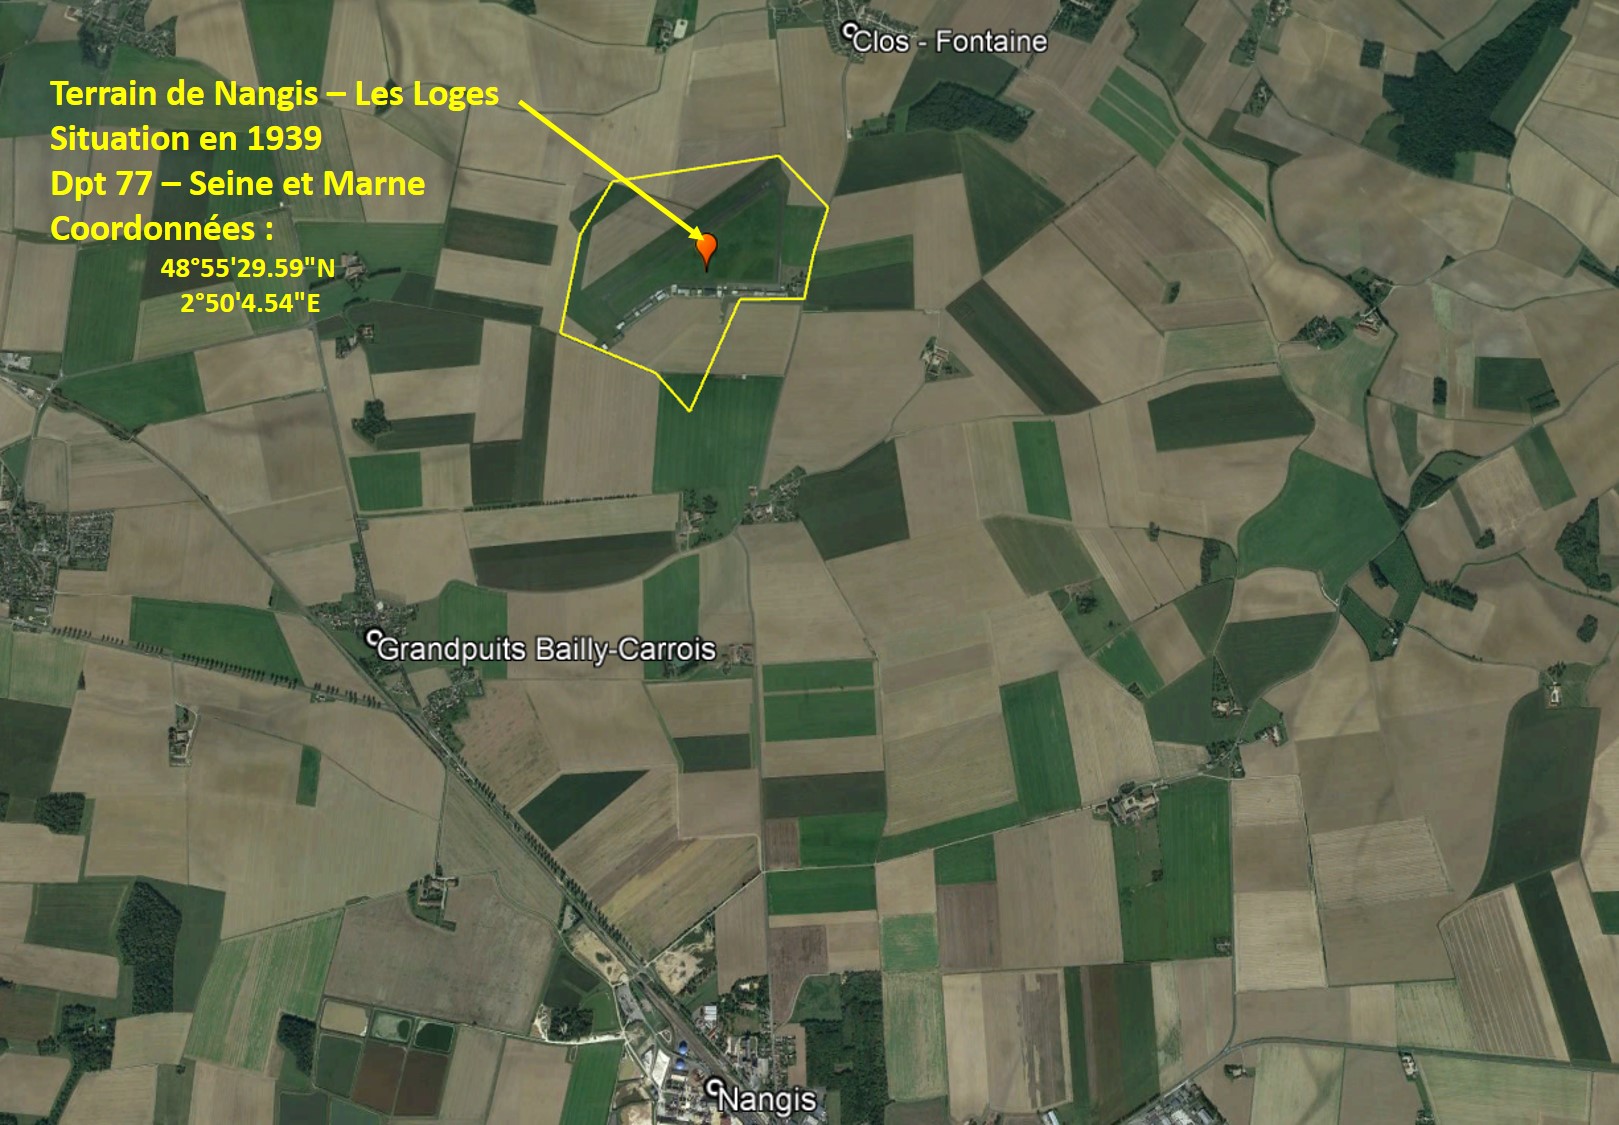 Clos - Fontaine
Terrain de Nangis – Les Loges
Situation en 1939
Dpt 77 – Seine et Marne
Coordonnées :
48°55'29.59"N
2°50'4.54"E
Grandpuits Bailly-Carrois
Nangis